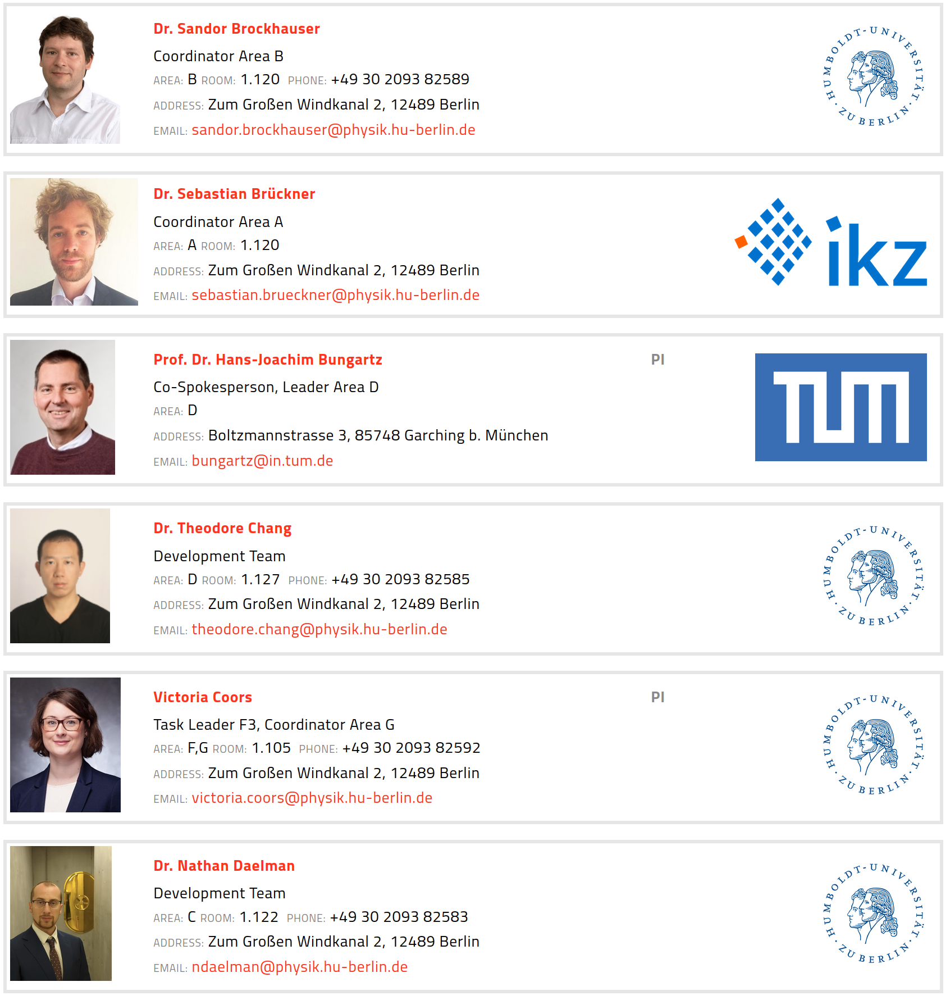 Dr. Sandor Brockhauser
Coordinator Area B
AREA: B ROOM: 1.120 PHONE: +49 30 2093 82589
ADDRESS: Zum Großen Windkanal 2, 12489 Berlin
EMAIL: sandor.brockhauser@physik.hu-berlin.de
HUMBOLDT-UNIVERSITÄT · ZU BERLIN ·
Dr. Sebastian Brückner
Coordinator Area A
AREA: A ROOM: 1.120
ADDRESS: Zum Großen Windkanal 2, 12489 Berlin
EMAIL: sebastian.brueckner@physik.hu-berlin.de
ikz
Prof. Dr. Hans-Joachim Bungartz PI
Co-Spokesperson, Leader Area D
AREA: D
ADDRESS: Boltzmannstrasse 3, 85748 Garching b. München
EMAIL: bungartz@in.tum.de
TUM
Dr. Theodore Chang
Development Team
AREA: D ROOM: 1.127 PHONE: +49 30 2093 82585
ADDRESS: Zum Großen Windkanal 2, 12489 Berlin
EMAIL: theodore.chang@physik.hu-berlin.de
HUMBOLDT-UNIVERSITÄT · ZU BERLIN ·
Victoria Coors PI
Task Leader F3, Coordinator Area G
AREA: F,G ROOM: 1.105 PHONE: +49 30 2093 82592
ADDRESS: Zum Großen Windkanal 2, 12489 Berlin
EMAIL: victoria.coors@physik.hu-berlin.de
HUMBOLDT-UNIVERSITÄT · ZU BERLIN ·
Dr. Nathan Daelman
Development Team
AREA: C ROOM: 1.122 PHONE: +49 30 2093 82583
ADDRESS: Zum Großen Windkanal 2, 12489 Berlin
EMAIL: ndaelman@physik.hu-berlin.de
HUMBOLDT-UNIVERSITÄT · ZU BERLIN ·